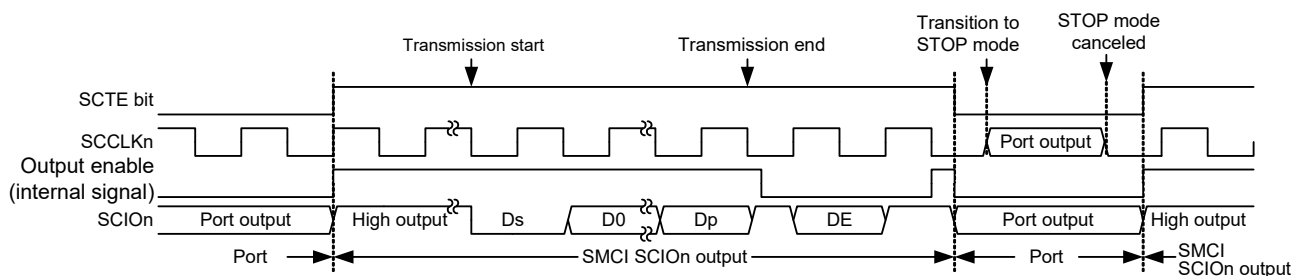 Transmission start
Transmission end
Transition to
STOP mode
STOP mode
canceled
SCTE bit
SCCLKn
Port output
Output enable
(internal signal)
SCIOn
Port output
High output
Ds
D0
Dp
DE
Port output
High output
Port
SMCI SCIOn output
Port
SMCI
SCIOn output